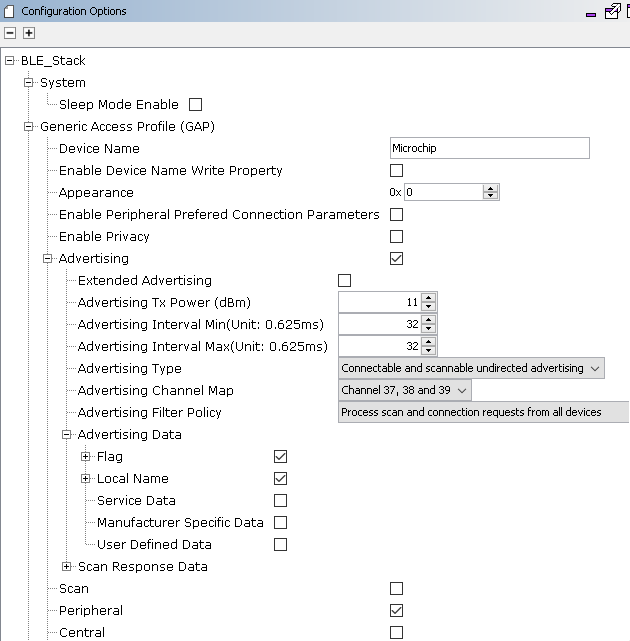 Configuration Options
BLE_Stack
System
Sleep Mode Enable
Generic Access Profile (GAP)
Device Name Microchip
Enable Device Name Write Property
Appearance 0x 0
Enable Peripheral Prefered Connection Parameters
Enable Privacy
Advertising
Extended Advertising
Advertising Tx Power (dBm) 11
Advertising Interval Min(Unit: 0.625ms) 32
Advertising Interval Max(Unit: 0.625ms) 32
Advertising Type Connectable and scannable undirected advertising
Advertising Channel Map Channel 37, 38 and 39
Advertising Filter Policy Process scan and connection requests from all devices
Advertising Data
Flag
Local Name
Service Data
Manufacturer Specific Data
User Defined Data
Scan Response Data
Scan
Peripheral
Central